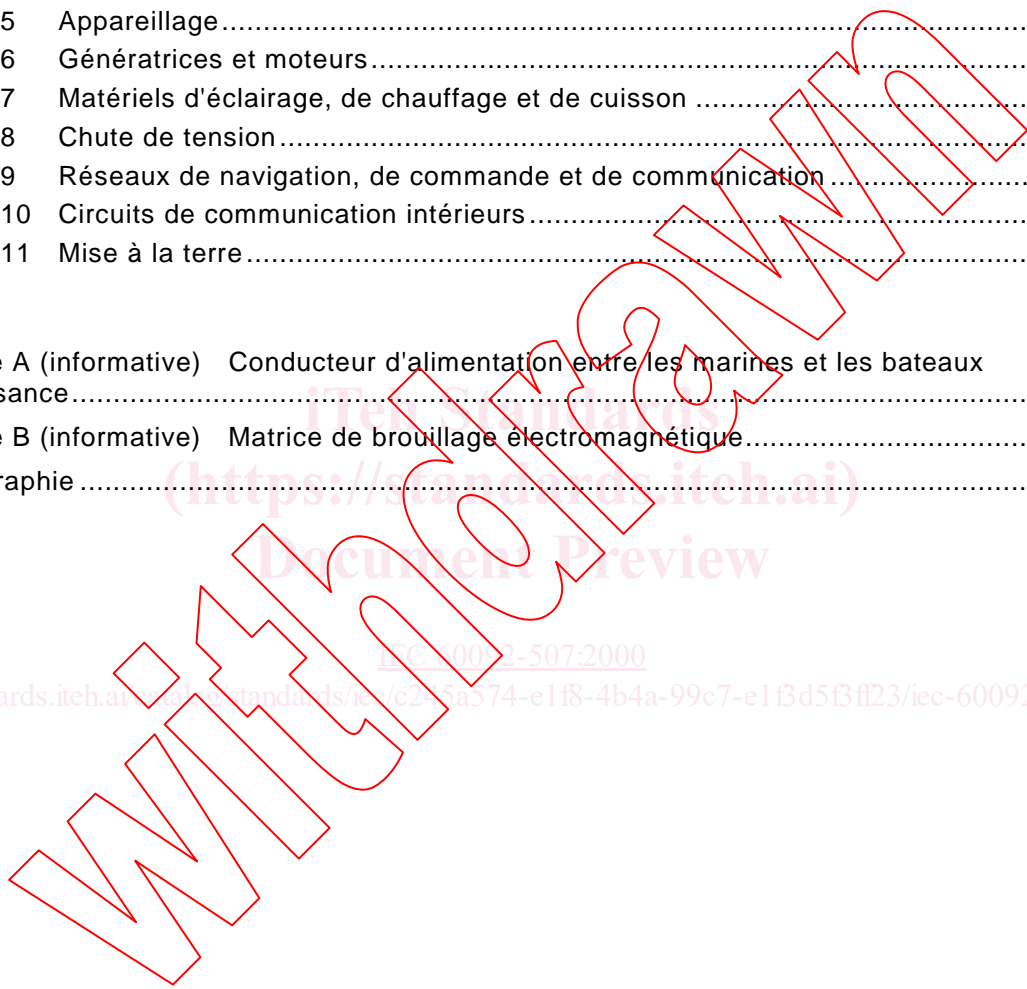 5 Appareillage
6 Génératrices et moteurs
7 Matériels d'éclairage, de chauffage et de cuisson
8 Chute de tension
9 Réseaux de navigation, de commande et de communication
10 Circuits de communication intérieurs
11 Mise à la terre
e A (informative) Conducteur d'alimentation entre les marines et les bateaux
sance
e B (informative) Matrice de brouillage électromagnétique
raphie
iTeh Standards
(https://standards.iteh.ai)
Document Preview
IEC 60092-507:2000
ards.iteh.ai/catalog/standards/iec/c245a574-e1f8-4b4a-99c7-e1f3d5f3ff23/iec-60092
withdrawn